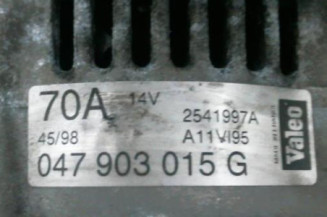 70A 14V
2541997A
45/98 A11VI95
047 903 015 G
Valeo